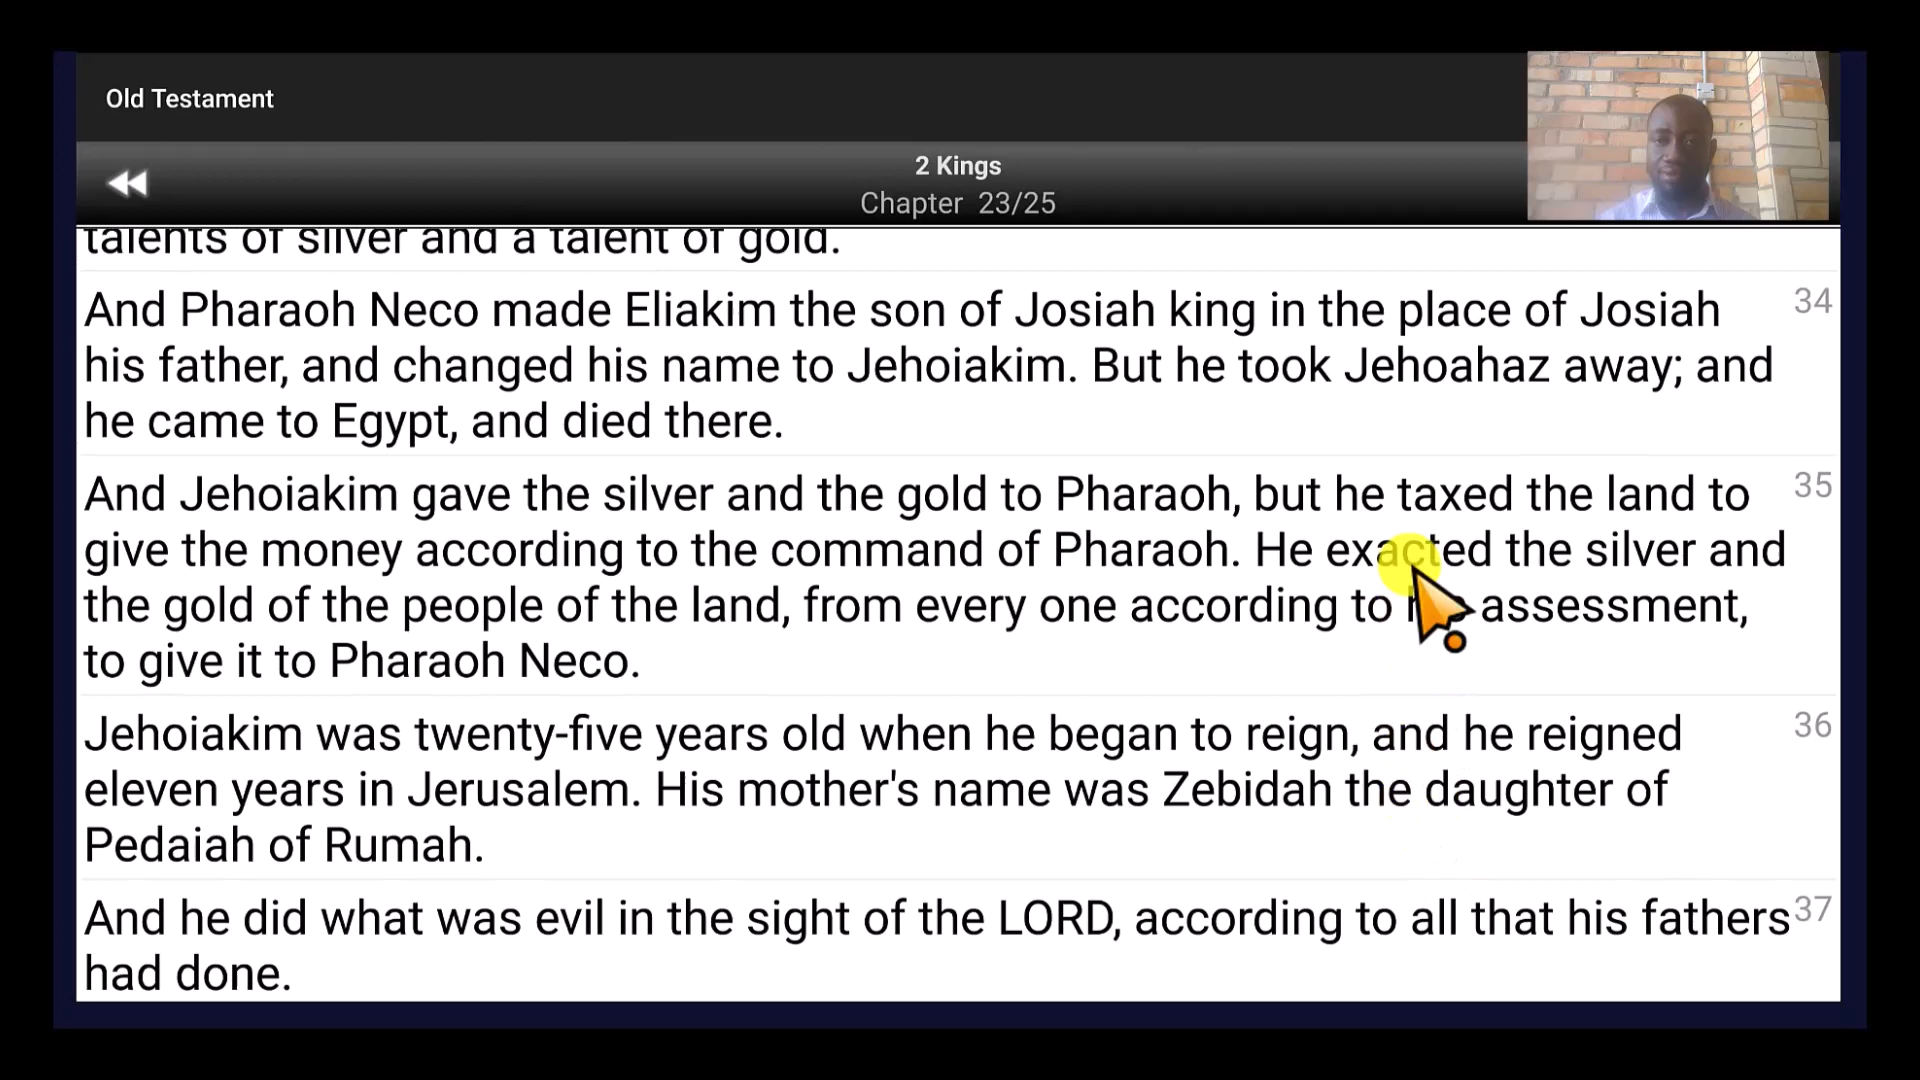 Old Testament
2 Kings
Chapter 23/25
talents of silver and a talent of gold.
And Pharaoh Neco made Eliakim the son of Josiah king in the place of Josiah 34
his father, and changed his name to Jehoiakim. But he took Jehoahaz away; and
he came to Egypt, and died there.
And Jehoiakim gave the silver and the gold to Pharaoh, but he taxed the land to 35
give the money according to the command of Pharaoh. He exacted the silver and
the gold of the people of the land, from every one according to assessment,
to give it to Pharaoh Neco.
Jehoiakim was twenty-five years old when he began to reign, and he reigned 36
eleven years in Jerusalem. His mother's name was Zebidah the daughter of
Pedaiah of Rumah.
And he did what was evil in the sight of the LORD, according to all that his fathers 37
had done.